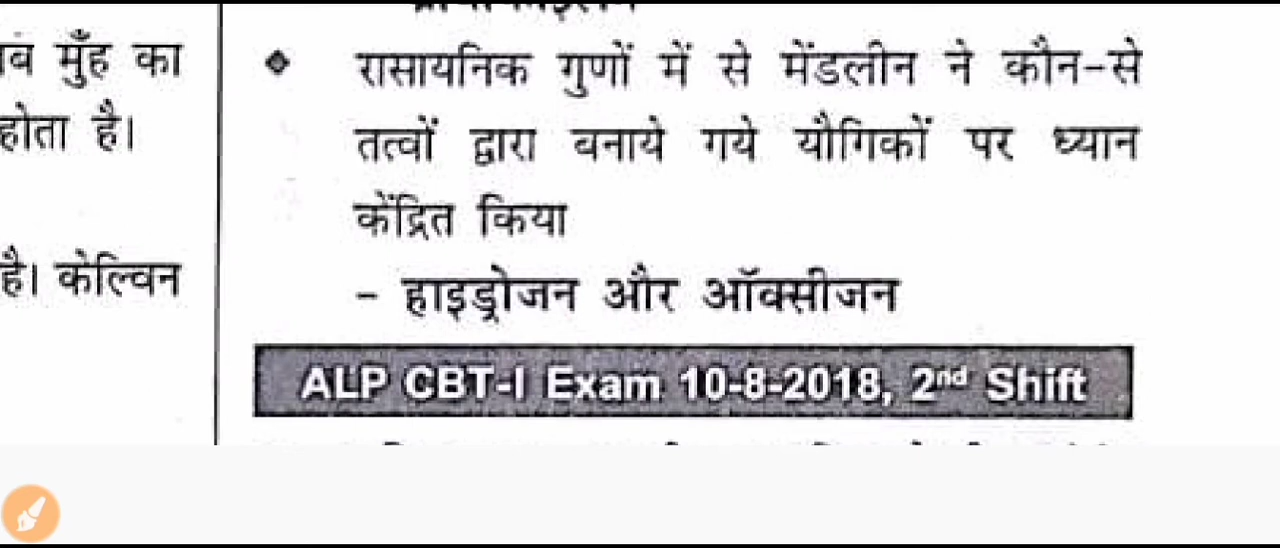 मुँह का
होता है।
है। केल्विन
रासायनिक गुणों में से मेंडलीन ने कौन-से
तत्वों द्वारा बनाये गये यौगिकों पर ध्यान
केंद्रित किया
- हाइड्रोजन और ऑक्सीजन
ALP CBT-I Exam 10-8-2018, 2nd Shift